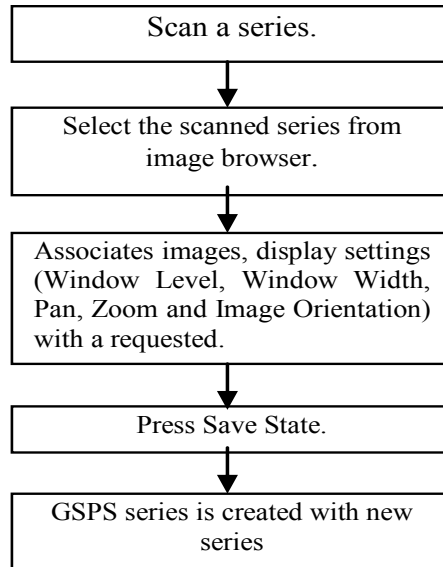 Scan a series.
Select the scanned series from
image browser.
Associates images, display settings
(Window Level, Window Width,
Pan, Zoom and Image Orientation)
with a requested.
Press Save State.
GSPS series is created with new
series